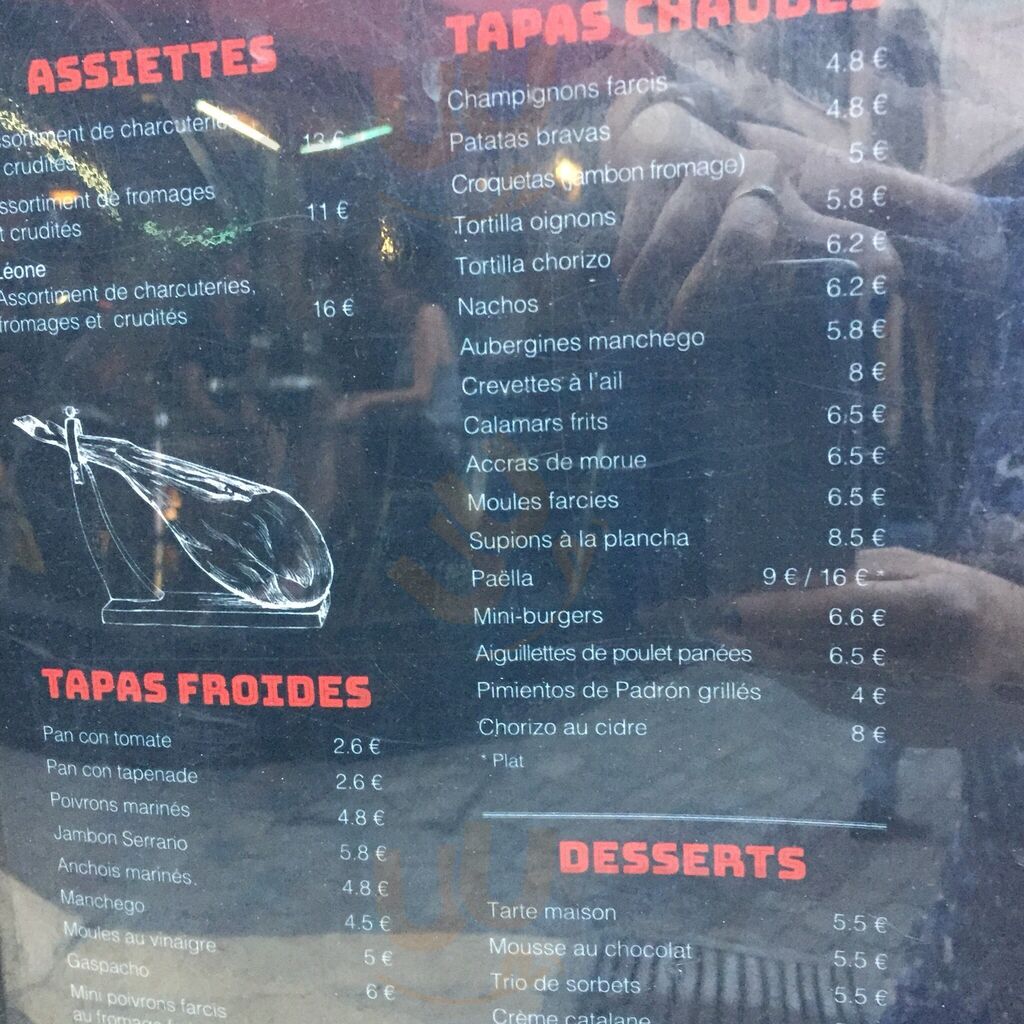 ASSIETTES
de charcuterie
crudités
de fromages
11 €
crudités
Assortiment de charcuteries,
fromages et crudités
16 €
TAPAS FROIDES
Pan con tomate 2.6 €
Pan con tapenade 2.6 €
Poivrons marinés 4.8 €
Jambon Serrano 5.8 €
Anchois marinés 4.8 €
Manchego 4.5 €
Moules au vinaigre 5 €
Gaspacho 6 €
Mini poivrons farcis
au fromage
TAPAS CHAUDES
Champignons farcis 4.8 €
Patatas bravas 4.8 €
Croquetas (jambon fromage) 5 €
Tortilla oignons 5.8 €
Tortilla chorizo 6.2 €
Nachos 6.2 €
Aubergines manchego 5.8 €
Crevettes à l'ail 8 €
Calamars frits 6.5 €
Accras de morue 6.5 €
Moules farcies 6.5 €
Supions à la plancha 8.5 €
Paëlla 9 € / 16 € *
Mini-burgers 6.6 €
Aiguillettes de poulet panées 6.5 €
Pimientos de Padrón grillés 4 €
Chorizo au cidre 8 €
* Plat
DESSERTS
Tarte maison 5.5 €
Mousse au chocolat 5.5 €
Trio de sorbets 5.5 €
Crème catalane